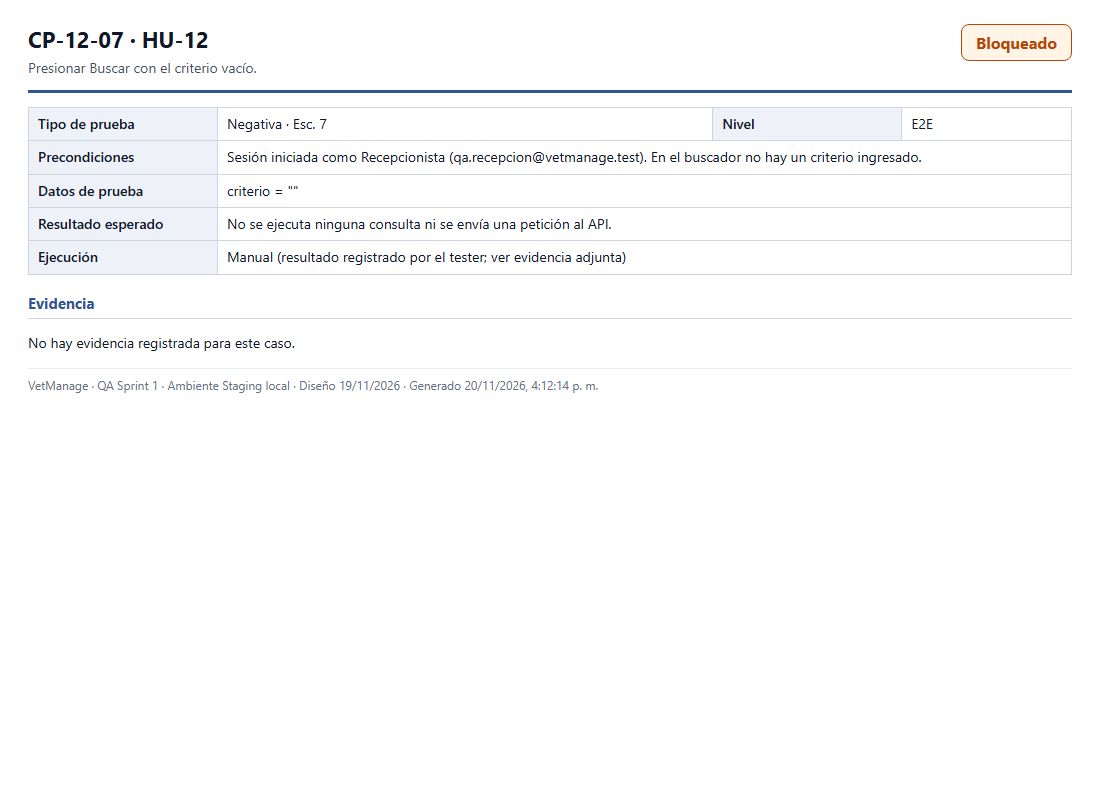 CP-12-07 · HU-12
Bloqueado
Presionar Buscar con el criterio vacío.
Tipo de prueba Negativa · Esc. 7 Nivel E2E
Precondiciones Sesión iniciada como Recepcionista (qa.recepcion@vetmanage.test). En el buscador no hay un criterio ingresado.
Datos de prueba criterio = ""
Resultado esperado No se ejecuta ninguna consulta ni se envía una petición al API.
Ejecución Manual (resultado registrado por el tester; ver evidencia adjunta)
Evidencia
No hay evidencia registrada para este caso.
VetManage · QA Sprint 1 · Ambiente Staging local · Diseño 19/11/2026 · Generado 20/11/2026, 4:12:14 p. m.